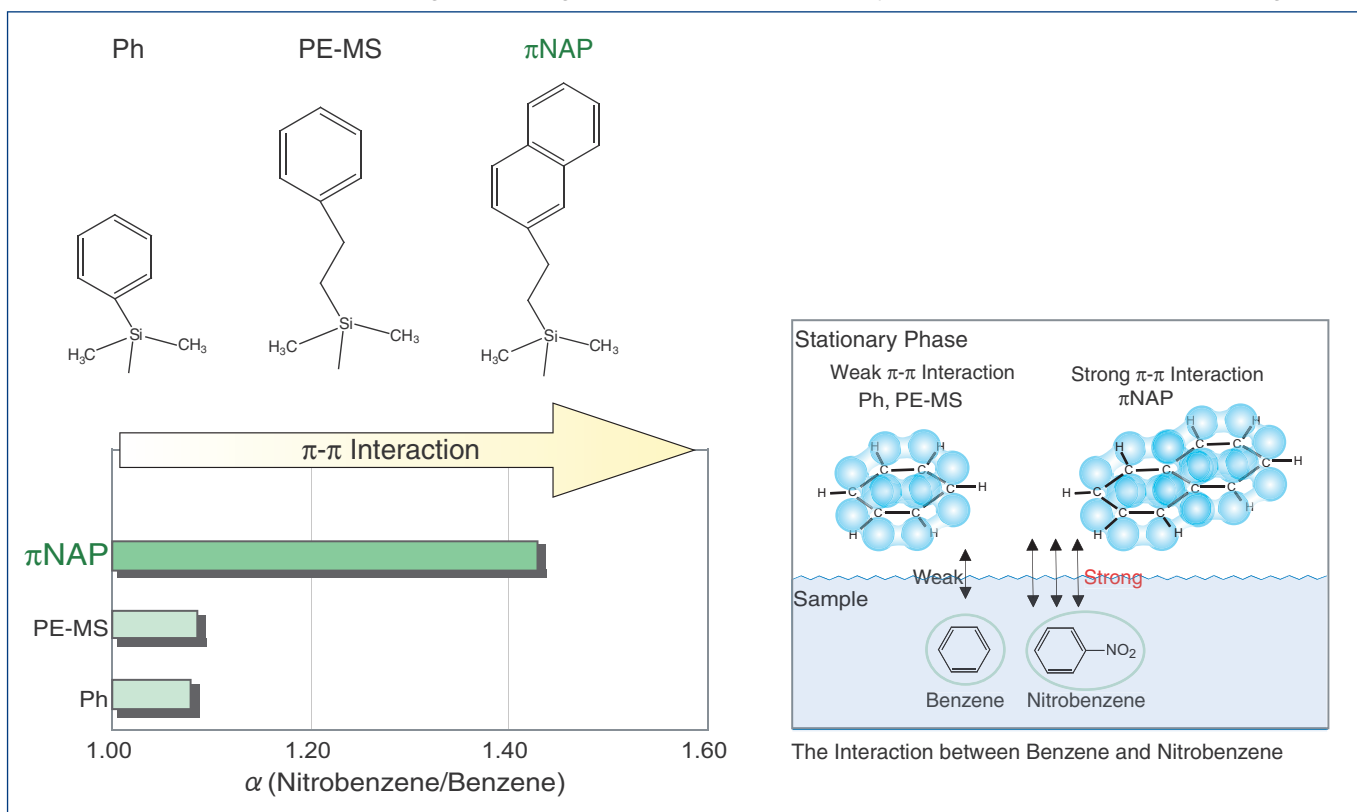 Ph
PE-MS
πNAP
Si
H₃C
CH₃
Si
H₃C
CH₃
Si
H₃C
CH₃
π-π Interaction
πNAP
PE-MS
Ph
1.00
1.20
1.40
1.60
α (Nitrobenzene/Benzene)
Stationary Phase
Weak π-π Interaction
Ph, PE-MS
Strong π-π Interaction
πNAP
H
H
C
C
H
C
C
H
C
C
H
H
H
H
H
C
C
C
C
C
C
H
H
C
C
C
C
H
H
H
Weak
Strong
Sample
NO₂
Benzene
Nitrobenzene
The Interaction between Benzene and Nitrobenzene